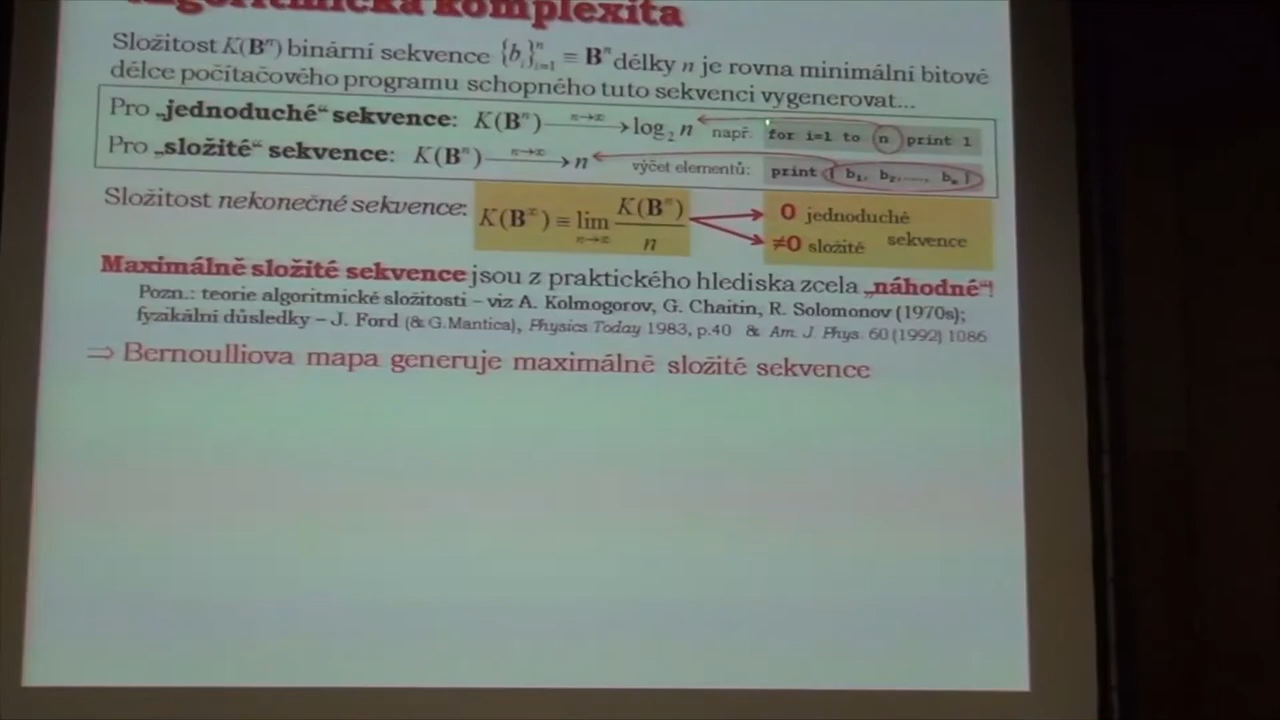 Algoritmická komplexita
Složitost K(Bⁿ) binární sekvence {bᵢ}ⁿᵢ₌₁ ≡ Bⁿ délky n je rovna minimální bitové
délce počítačového programu schopného tuto sekvenci vygenerovat...
Pro „jednoduché“ sekvence: K(Bⁿ) —n→∞→ log₂ n např. for i=1 to n print 1
Pro „složité“ sekvence: K(Bⁿ) —n→∞→ n výčet elementů: print { b₁, b₂,...., bₙ }
Složitost nekonečné sekvence: K(B^∞) ≡ lim n→∞ K(Bⁿ) / n
0 jednoduché
≠0 složité sekvence
Maximálně složité sekvence jsou z praktického hlediska zcela „náhodné“!
Pozn.: teorie algoritmické složitosti – viz A. Kolmogorov, G. Chaitin, R. Solomonov (1970s);
fyzikální důsledky – J. Ford (& G.Mantica), Physics Today 1983, p.40 & Am. J. Phys. 60 (1992) 1086
⇒ Bernoulliova mapa generuje maximálně složité sekvence